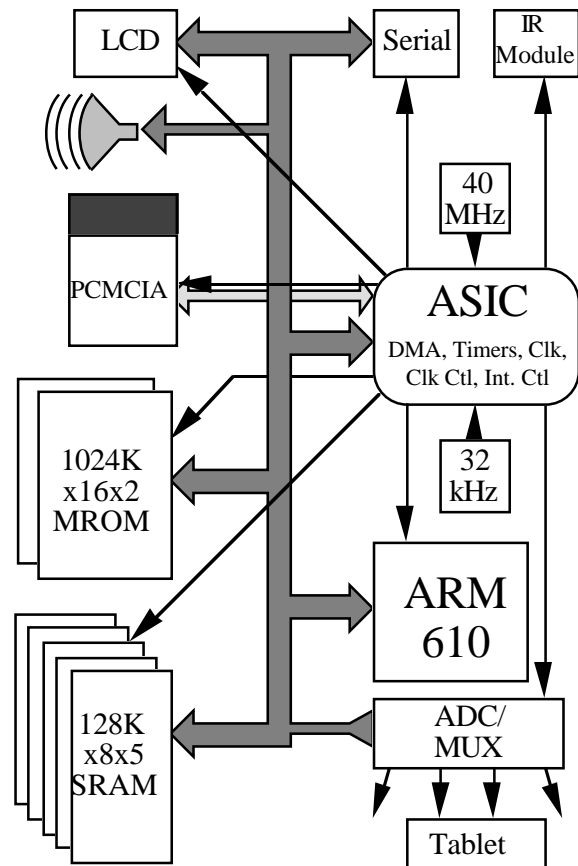 LCD
Serial
IR
Module
40
MHz
PCMCIA
ASIC
DMA, Timers, Clk,
Clk Ctl, Int. Ctl
1024K
x16x2
MROM
32
kHz
ARM
610
128K
x8x5
SRAM
ADC/
MUX
Tablet